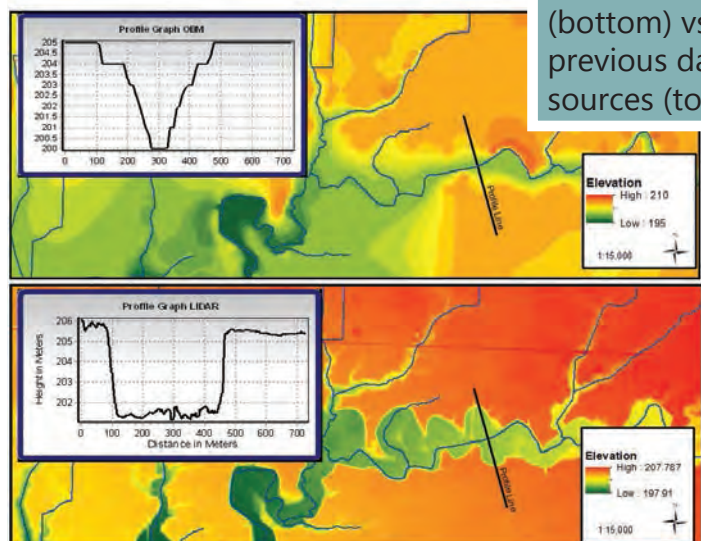 (bottom) vs
previous da
sources (to
Profile Graph OBM
205
204.5
204
203.5
203
202.5
202
201.5
201
200.5
200
0 100 200 300 400 500 600 700
Profile Line
Elevation
High : 210
Low : 195
1:15,000
Profile Graph LIDAR
Height in Meters
206
205
204
203
202
0 100 200 300 400 500 600 700
Distance in Meters
Profile Line
Elevation
High : 207.787
Low : 197.91
1:15,000